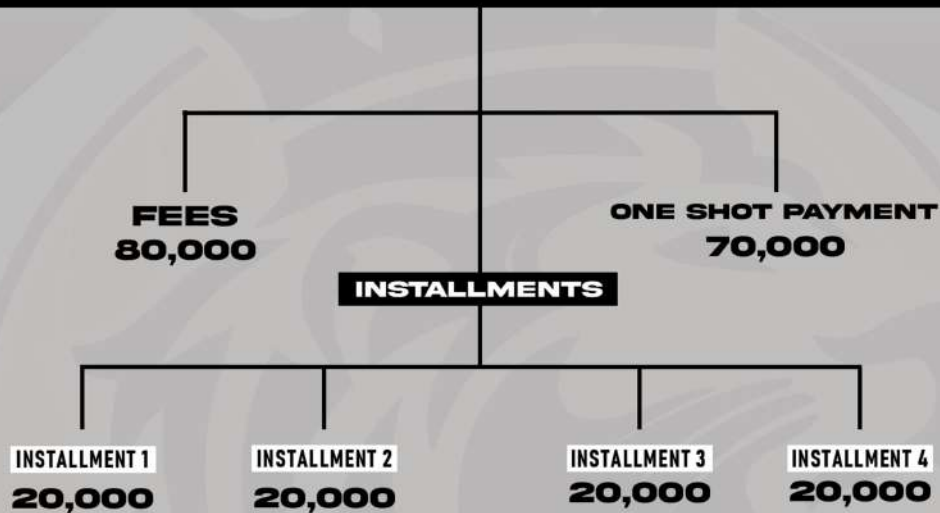 FEES
80,000
ONE SHOT PAYMENT
70,000
INSTALLMENTS
INSTALLMENT 1
20,000
INSTALLMENT 2
20,000
INSTALLMENT 3
20,000
INSTALLMENT 4
20,000